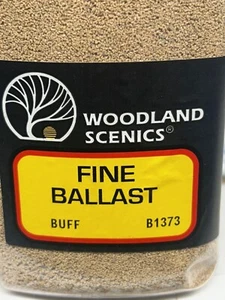 WOODLAND
SCENICS®
FINE
BALLAST
BUFF B1373